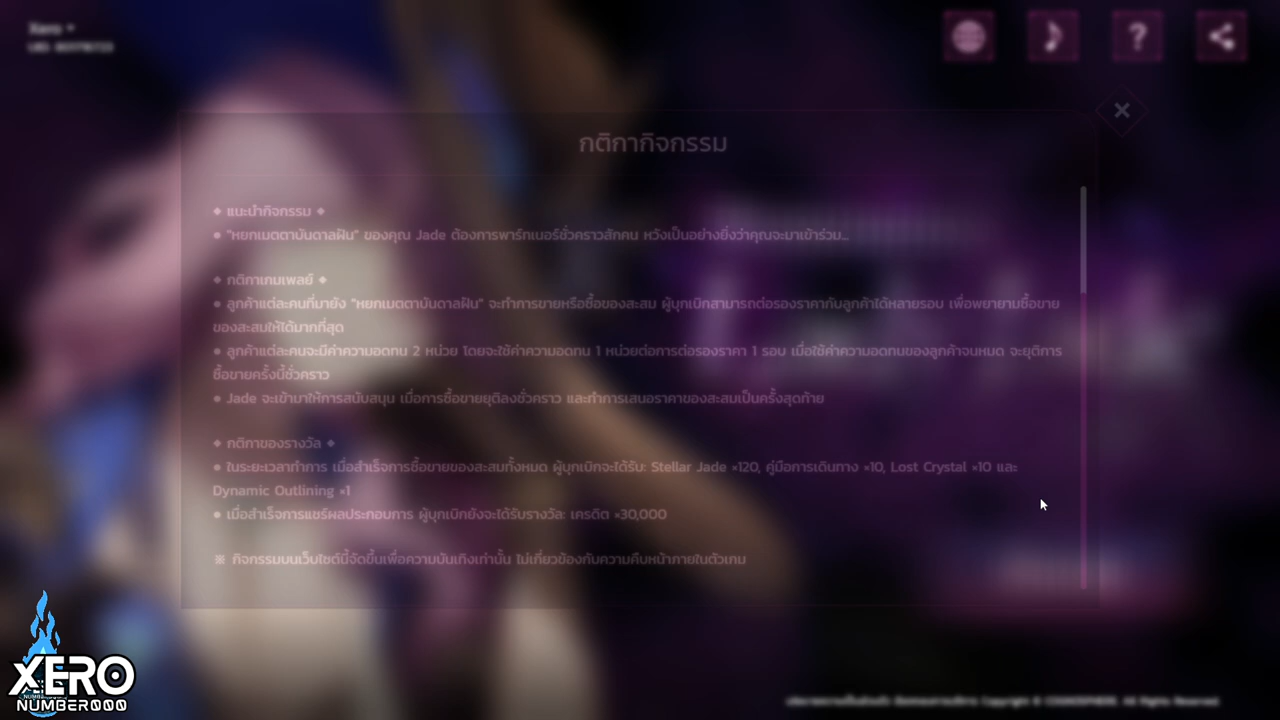 Xero
กติกากิจกรรม
◆ แนะนำกิจกรรม ◆
● "หยกเมตตาบันดาลฝัน" ของคุณ Jade ต้องการพาร์ทเนอร์ชั่วคราวสักคน หวังเป็นอย่างยิ่งว่าคุณจะมาเข้าร่วม...
◆ กติกาเกมเพลย์ ◆
● ลูกค้าแต่ละคนที่มายัง "หยกเมตตาบันดาลฝัน" จะทำการขายหรือซื้อของสะสม ผู้บุกเบิกสามารถต่อรองราคากับลูกค้าได้หลายรอบ เพื่อพยายามซื้อขาย
ของสะสมให้ได้มากที่สุด
● ลูกค้าแต่ละคนจะมีค่าความอดทน 2 หน่วย โดยจะใช้ค่าความอดทน 1 หน่วยต่อการต่อรองราคา 1 รอบ เมื่อใช้ค่าความอดทนของลูกค้าจนหมด จะยุติการ
ซื้อขายครั้งนี้ชั่วคราว
● Jade จะเข้ามาให้การสนับสนุน เมื่อการซื้อขายยุติลงชั่วคราว และทำการเสนอราคาของสะสมเป็นครั้งสุดท้าย
◆ กติกาของรางวัล ◆
● ในระยะเวลาทำการ เมื่อสำเร็จการซื้อขายของสะสมทั้งหมด ผู้บุกเบิกจะได้รับ: Stellar Jade ×120, คู่มือการเดินทาง ×10, Lost Crystal ×10 และ
Dynamic Outlining ×1
● เมื่อสำเร็จการแชร์ผลประกอบการ ผู้บุกเบิกยังจะได้รับรางวัล: เครดิต ×30,000
※ กิจกรรมบนเว็บไซต์นี้จัดขึ้นเพื่อความบันเทิงเท่านั้น ไม่เกี่ยวข้องกับความคืบหน้าภายในตัวเกม
XERO
NUMBER000
Copyright © COGNOSPHERE. All Rights Reserved.